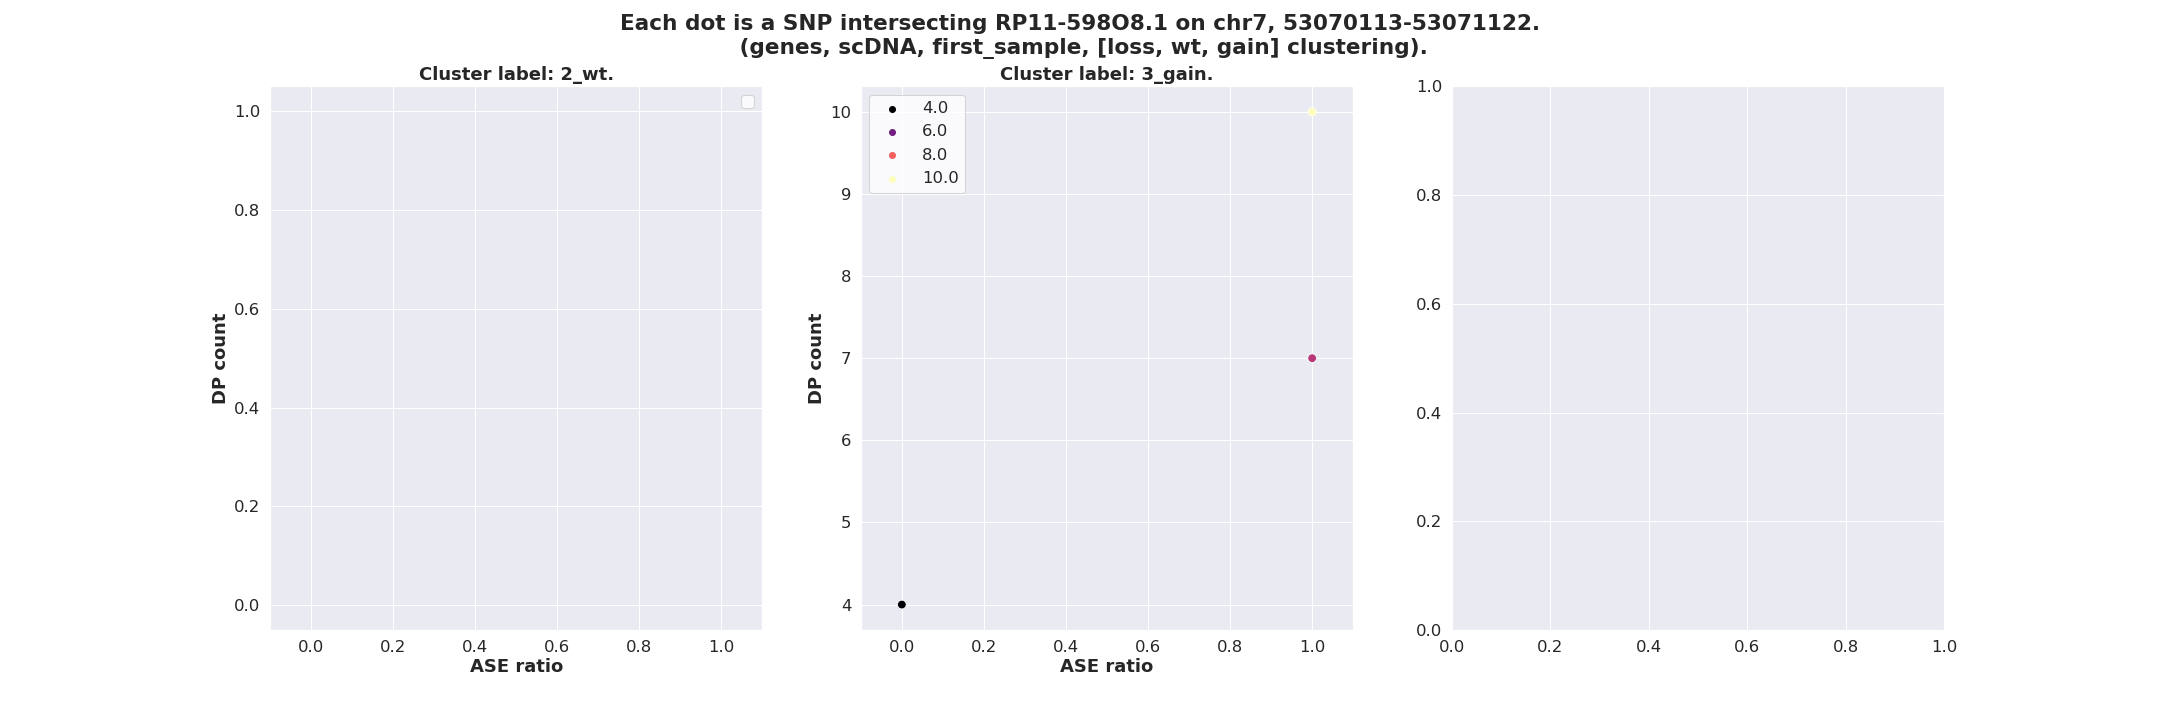 Each dot is a SNP intersecting RP11-598O8.1 on chr7, 53070113-53071122.
(genes, scDNA, first_sample, [loss, wt, gain] clustering).
Cluster label: 2_wt.
DP count
1.0
0.8
0.6
0.4
0.2
0.0
0.0 0.2 0.4 0.6 0.8 1.0
ASE ratio
Cluster label: 3_gain.
4.0
6.0
8.0
10.0
DP count
10
9
8
7
6
5
4
0.0 0.2 0.4 0.6 0.8 1.0
ASE ratio
1.0
0.8
0.6
0.4
0.2
0.0
0.0 0.2 0.4 0.6 0.8 1.0